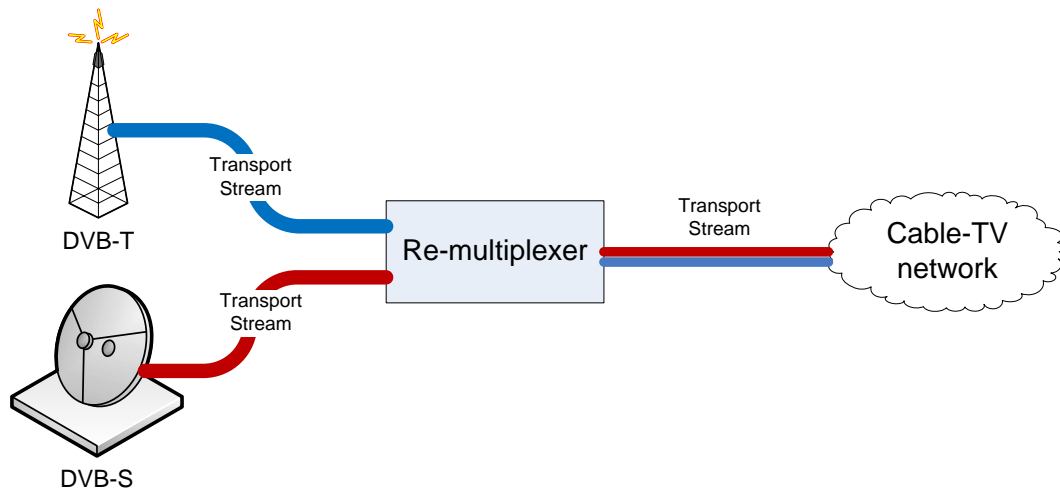 Transport
Stream
DVB-T
Re-multiplexer
Transport
Stream
Cable-TV
network
Transport
Stream
DVB-S